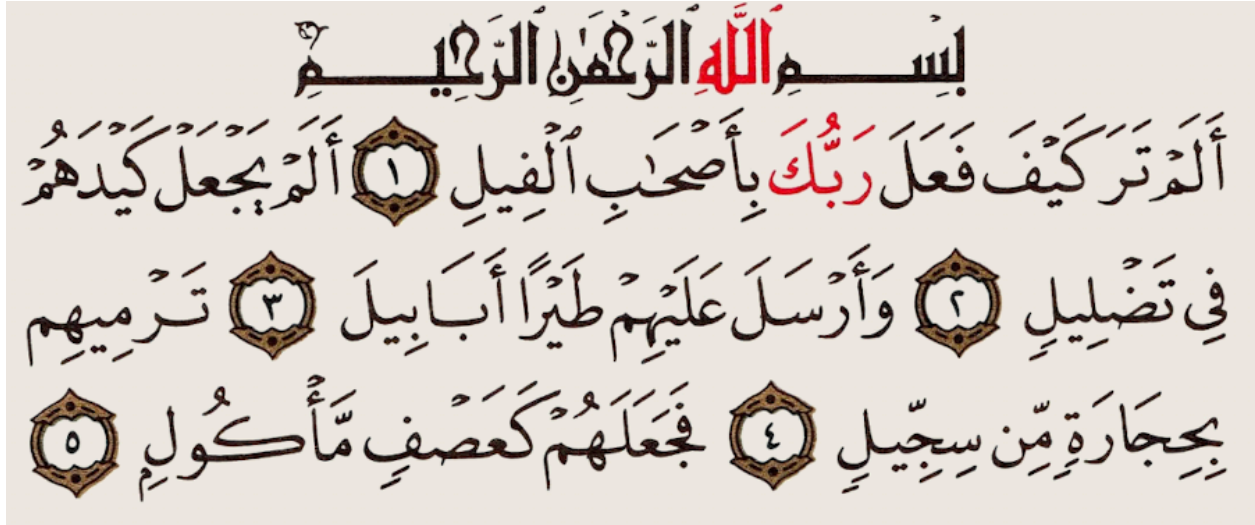 بِسْمِ ٱللَّهِ ٱلرَّحْمَٰنِ ٱلرَّحِيمِ
أَلَمْ تَرَ كَيْفَ فَعَلَ رَبُّكَ بِأَصْحَٰبِ ٱلْفِيلِ ١ أَلَمْ يَجْعَلْ كَيْدَهُمْ
فِى تَضْلِيلٍ ٢ وَأَرْسَلَ عَلَيْهِمْ طَيْرًا أَبَابِيلَ ٣ تَرْمِيهِم
بِحِجَارَةٍ مِّن سِجِّيلٍ ٤ فَجَعَلَهُمْ كَعَصْفٍ مَّأْكُولٍ ٥